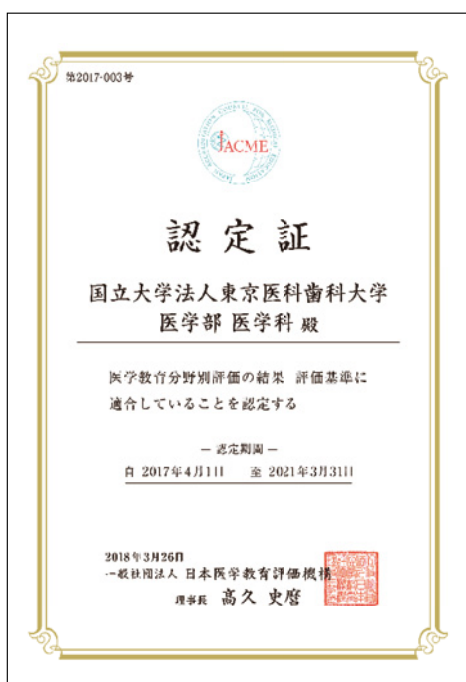 第2017-003号
JACME
認定証
国立大学法人東京医科歯科大学
医学部 医学科 殿
医学教育分野別評価の結果 評価基準に
適合していることを認定する
― 認定期間 ―
自 2017年4月1日 至 2021年3月31日
2018年3月26日
一般社団法人 日本医学教育評価機構
理事長 高久 史麿